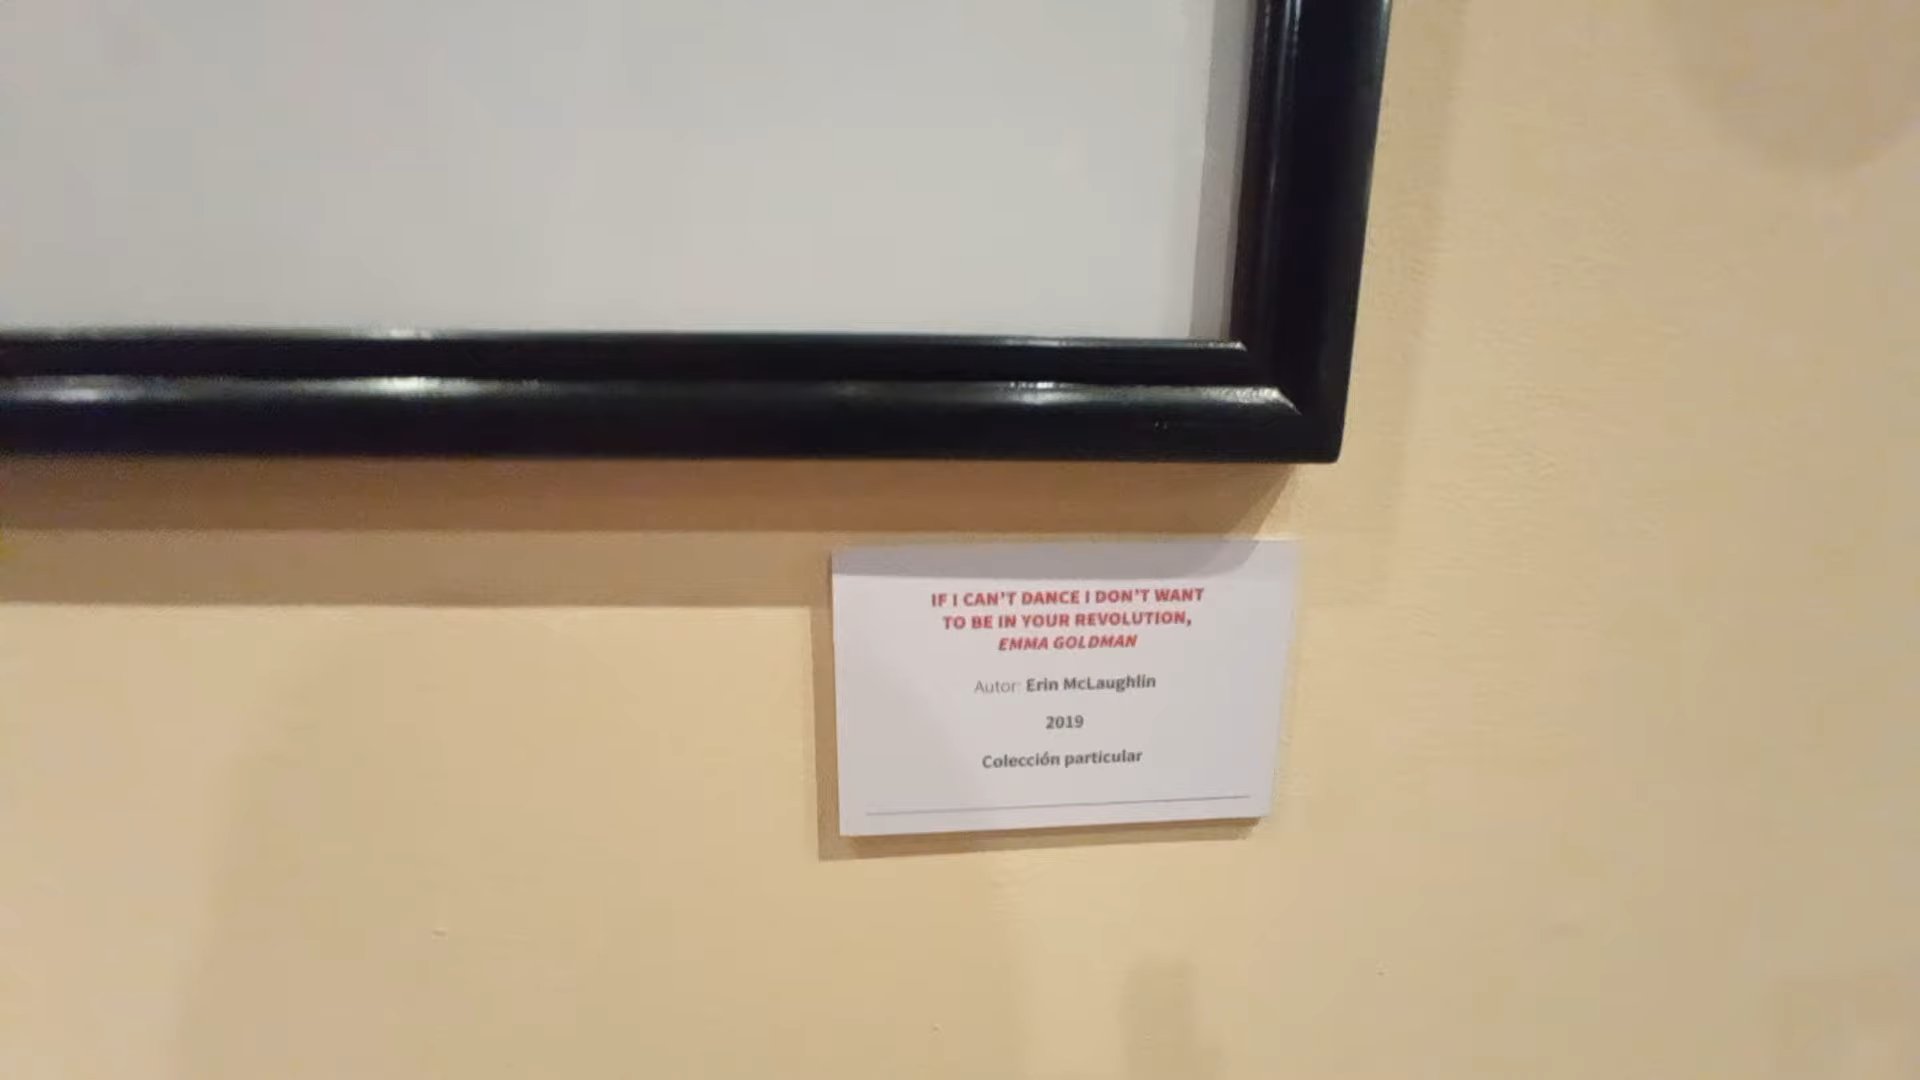 IF I CAN'T DANCE I DON'T WANT
TO BE IN YOUR REVOLUTION,
EMMA GOLDMAN
Autor: Erin McLaughlin
2019
Colección particular